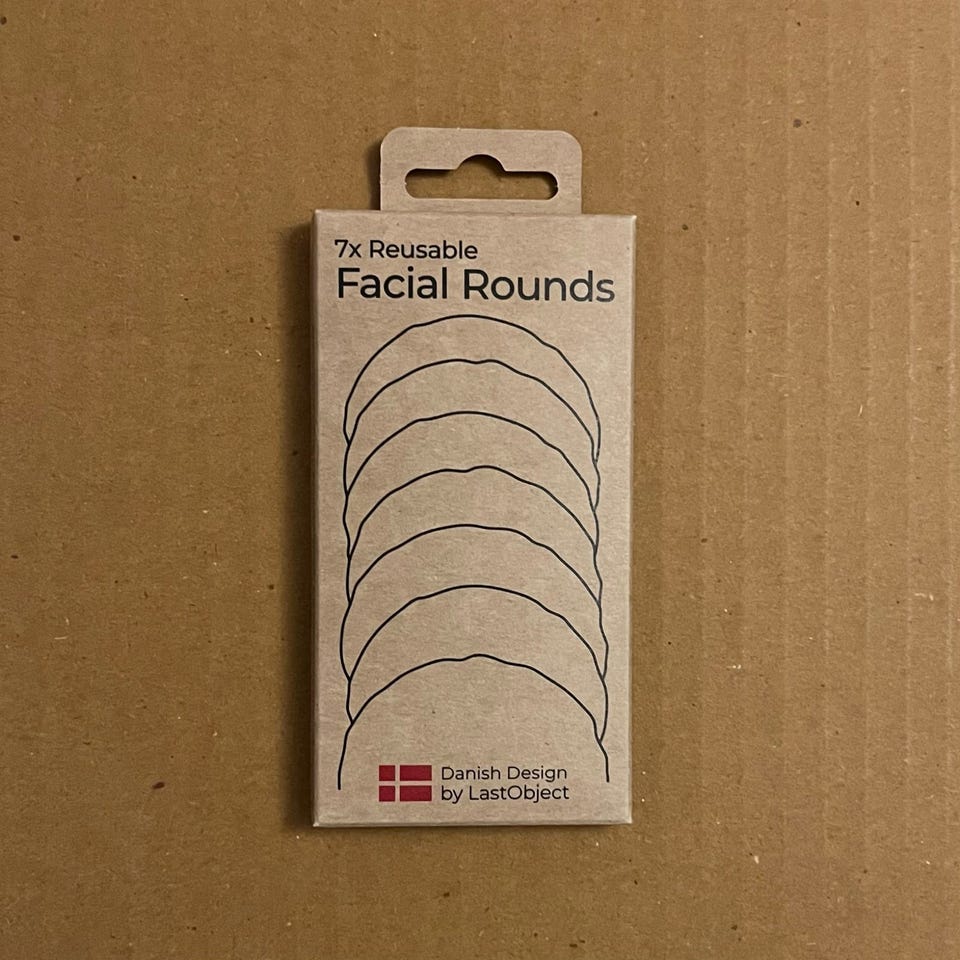 7x Reusable
Facial Rounds
Danish Design
by LastObject